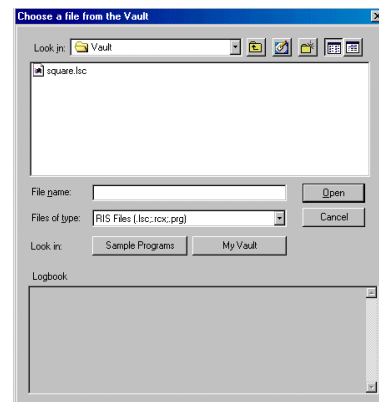 Choose a file from the Vault
Look in: Vault
square.lsc
File name:
Open
Files of type: RIS Files (.lsc;.rcx;.prg)
Cancel
Look in: Sample Programs My Vault
Logbook